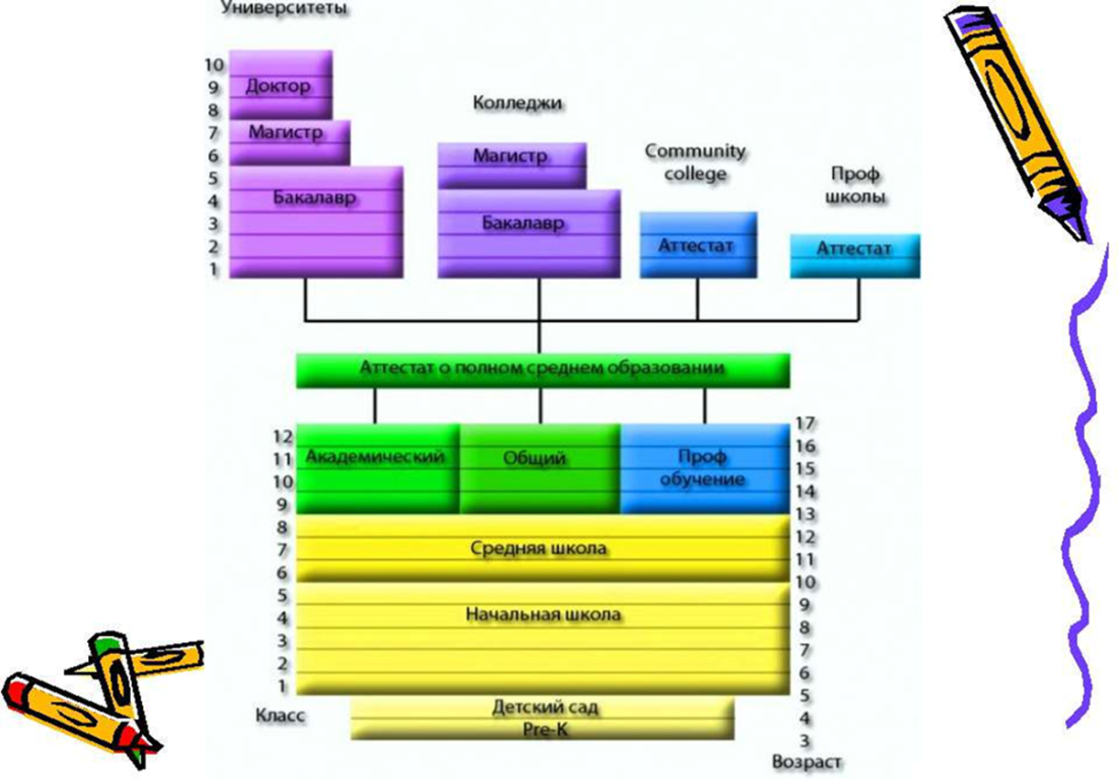 Университеты
10
9
8
7
6
5
4
3
2
1
Доктор
Магистр
Бакалавр
Колледжи
Магистр
Бакалавр
Community
college
Аттестат
Проф
школы
Аттестат
Аттестат о полном среднем образовании
12
11
10
9
8
7
6
5
4
3
2
1
Класс
Академический
Общий
Проф
обучение
Средняя школа
Начальная школа
Детский сад
Pre-K
17
16
15
14
13
12
11
10
9
8
7
6
5
4
3
Возраст